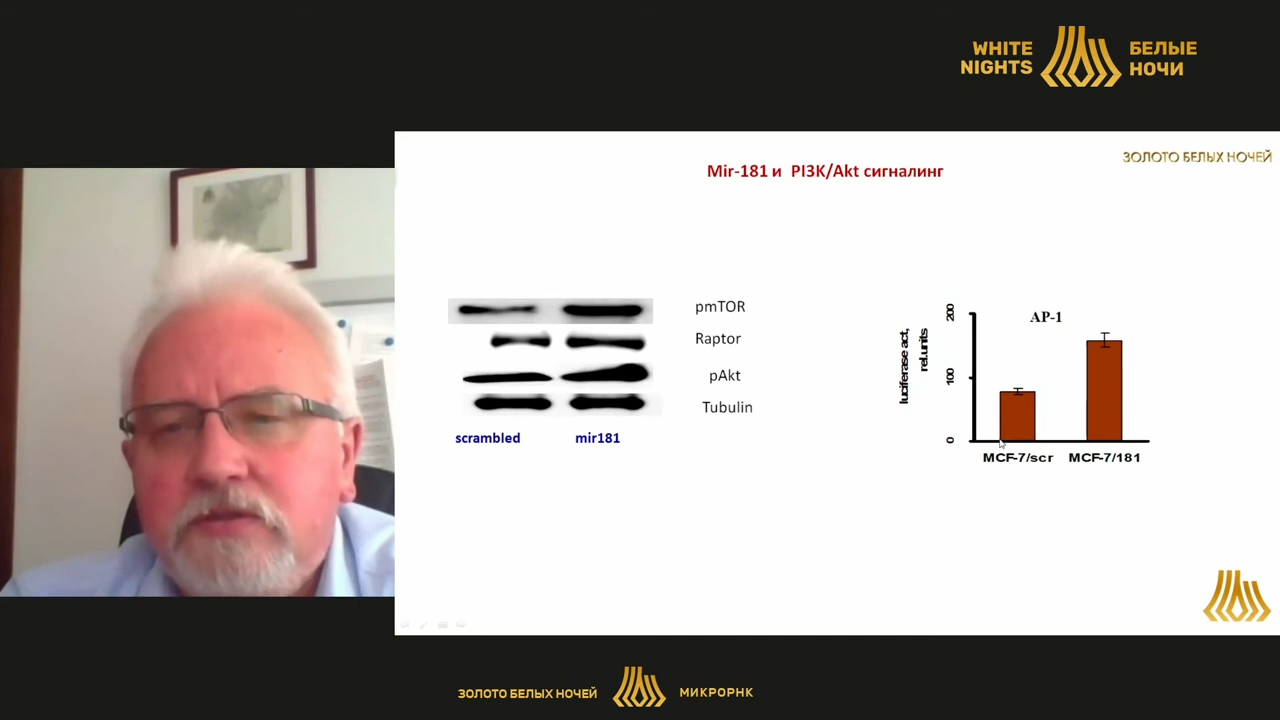 WHITE
NIGHTS
БЕЛЫЕ
НОЧИ
ЗОЛОТО БЕЛЫХ НОЧЕЙ
Mir-181 и PI3K/Akt сигналинг
pmTOR
Raptor
pAkt
Tubulin
scrambled mir181
AP-1
luciferase act,
rel.units
200
100
0
MCF-7/scr MCF-7/181
ЗОЛОТО БЕЛЫХ НОЧЕЙ
МИКРОРНК